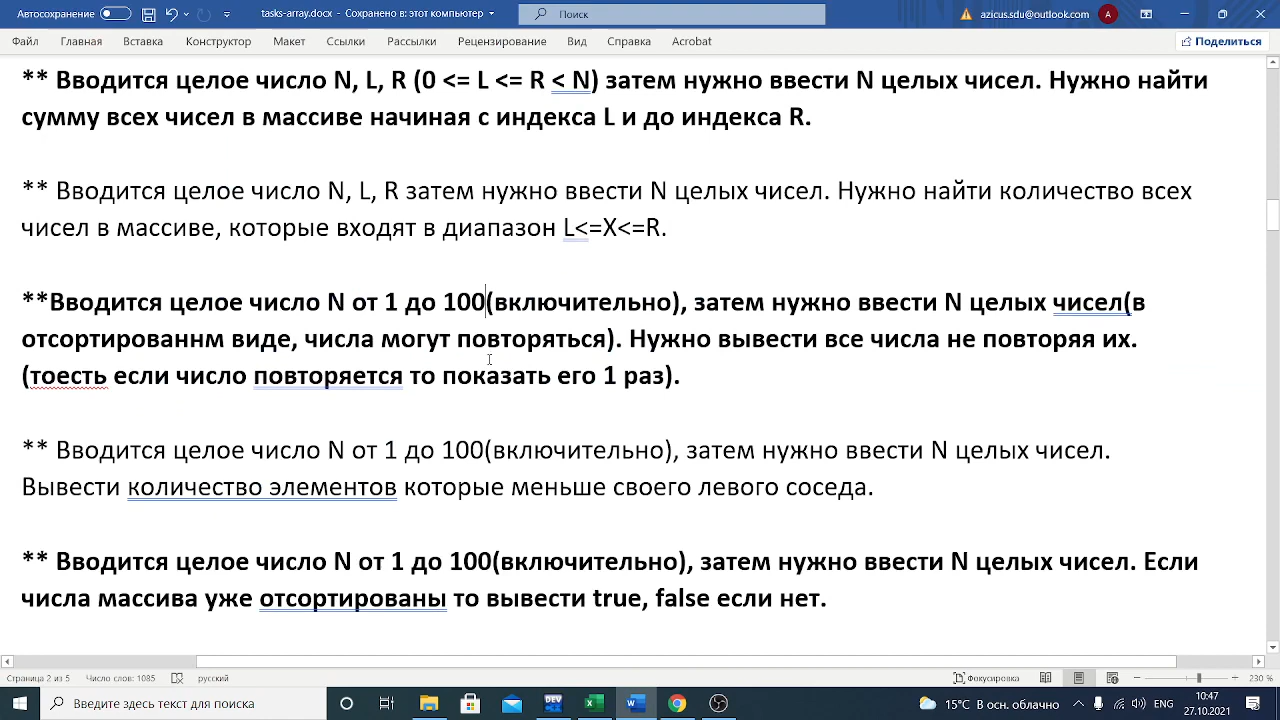 Автосохранение
tasks-array.docx - Сохранение на этот компьютер
Поиск
azirussdu@outlook.com
A
Файл Главная Вставка Конструктор Макет Ссылки Рассылки Рецензирование Вид Справка Acrobat Поделиться
** Вводится целое число N, L, R (0 <= L <= R < N) затем нужно ввести N целых чисел. Нужно найти
сумму всех чисел в массиве начиная с индекса L и до индекса R.
** Вводится целое число N, L, R затем нужно ввести N целых чисел. Нужно найти количество всех
чисел в массиве, которые входят в диапазон L<=X<=R.
**Вводится целое число N от 1 до 100(включительно), затем нужно ввести N целых чисел(в
отсортированнм виде, числа могут повторяться). Нужно вывести все числа не повторяя их.
(тоесть если число повторяется то показать его 1 раз).
** Вводится целое число N от 1 до 100(включительно), затем нужно ввести N целых чисел.
Вывести количество элементов которые меньше своего левого соседа.
** Вводится целое число N от 1 до 100(включительно), затем нужно ввести N целых чисел. Если
числа массива уже отсортированы то вывести true, false если нет.
Страница 2 из 5 Число слов: 1085 русский Фокусировка 230 %
Введите здесь текст для поиска
DEV
15°C В осн. облачно
10:47
27.10.2021